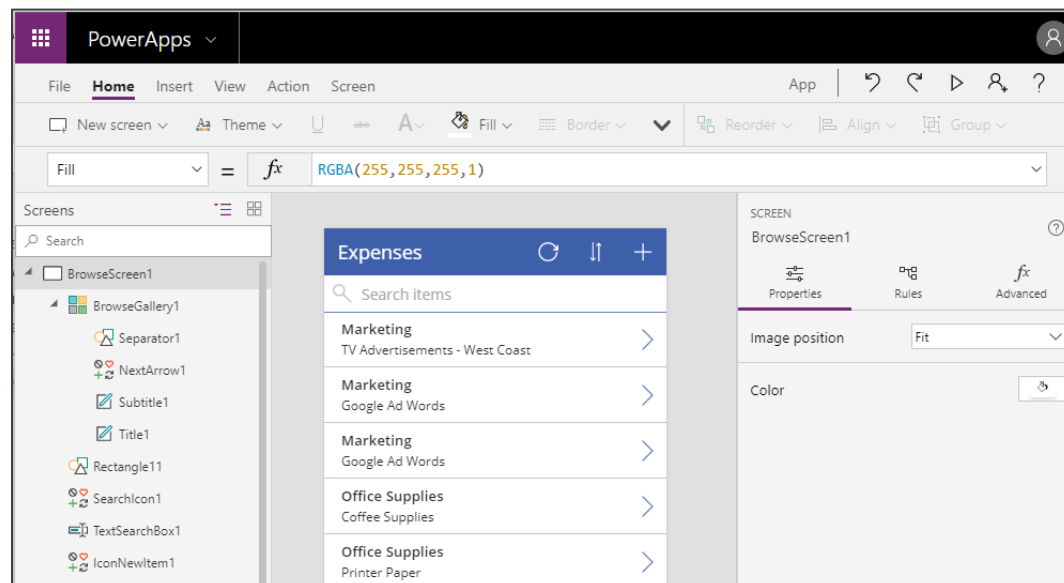 PowerApps
File Home Insert View Action Screen App ?
New screen Aa Theme U abc A Fill Border Reorder Align Group
Fill = fx RGBA(255,255,255,1)
Screens
Search
BrowseScreen1
BrowseGallery1
Separator1
NextArrow1
Subtitle1
Title1
Rectangle11
SearchIcon1
TextSearchBox1
IconNewItem1
Expenses
Search items
Marketing
TV Advertisements - West Coast
Marketing
Google Ad Words
Marketing
Google Ad Words
Office Supplies
Coffee Supplies
Office Supplies
Printer Paper
SCREEN
BrowseScreen1 ?
fx
Properties Rules Advanced
Image position Fit
Color